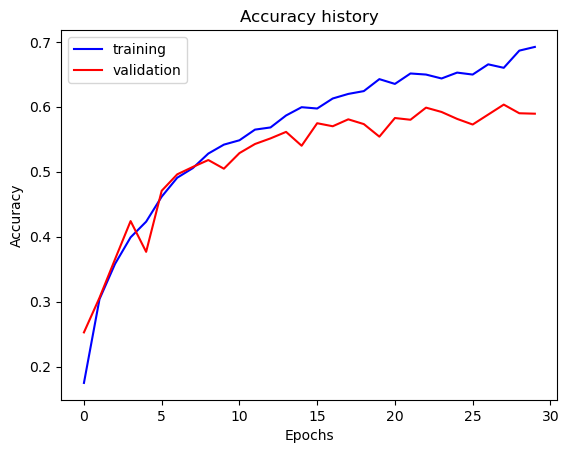 Accuracy history
training
validation
0.7
0.6
0.5
0.4
0.3
0.2
Accuracy
0 5 10 15 20 25 30
Epochs